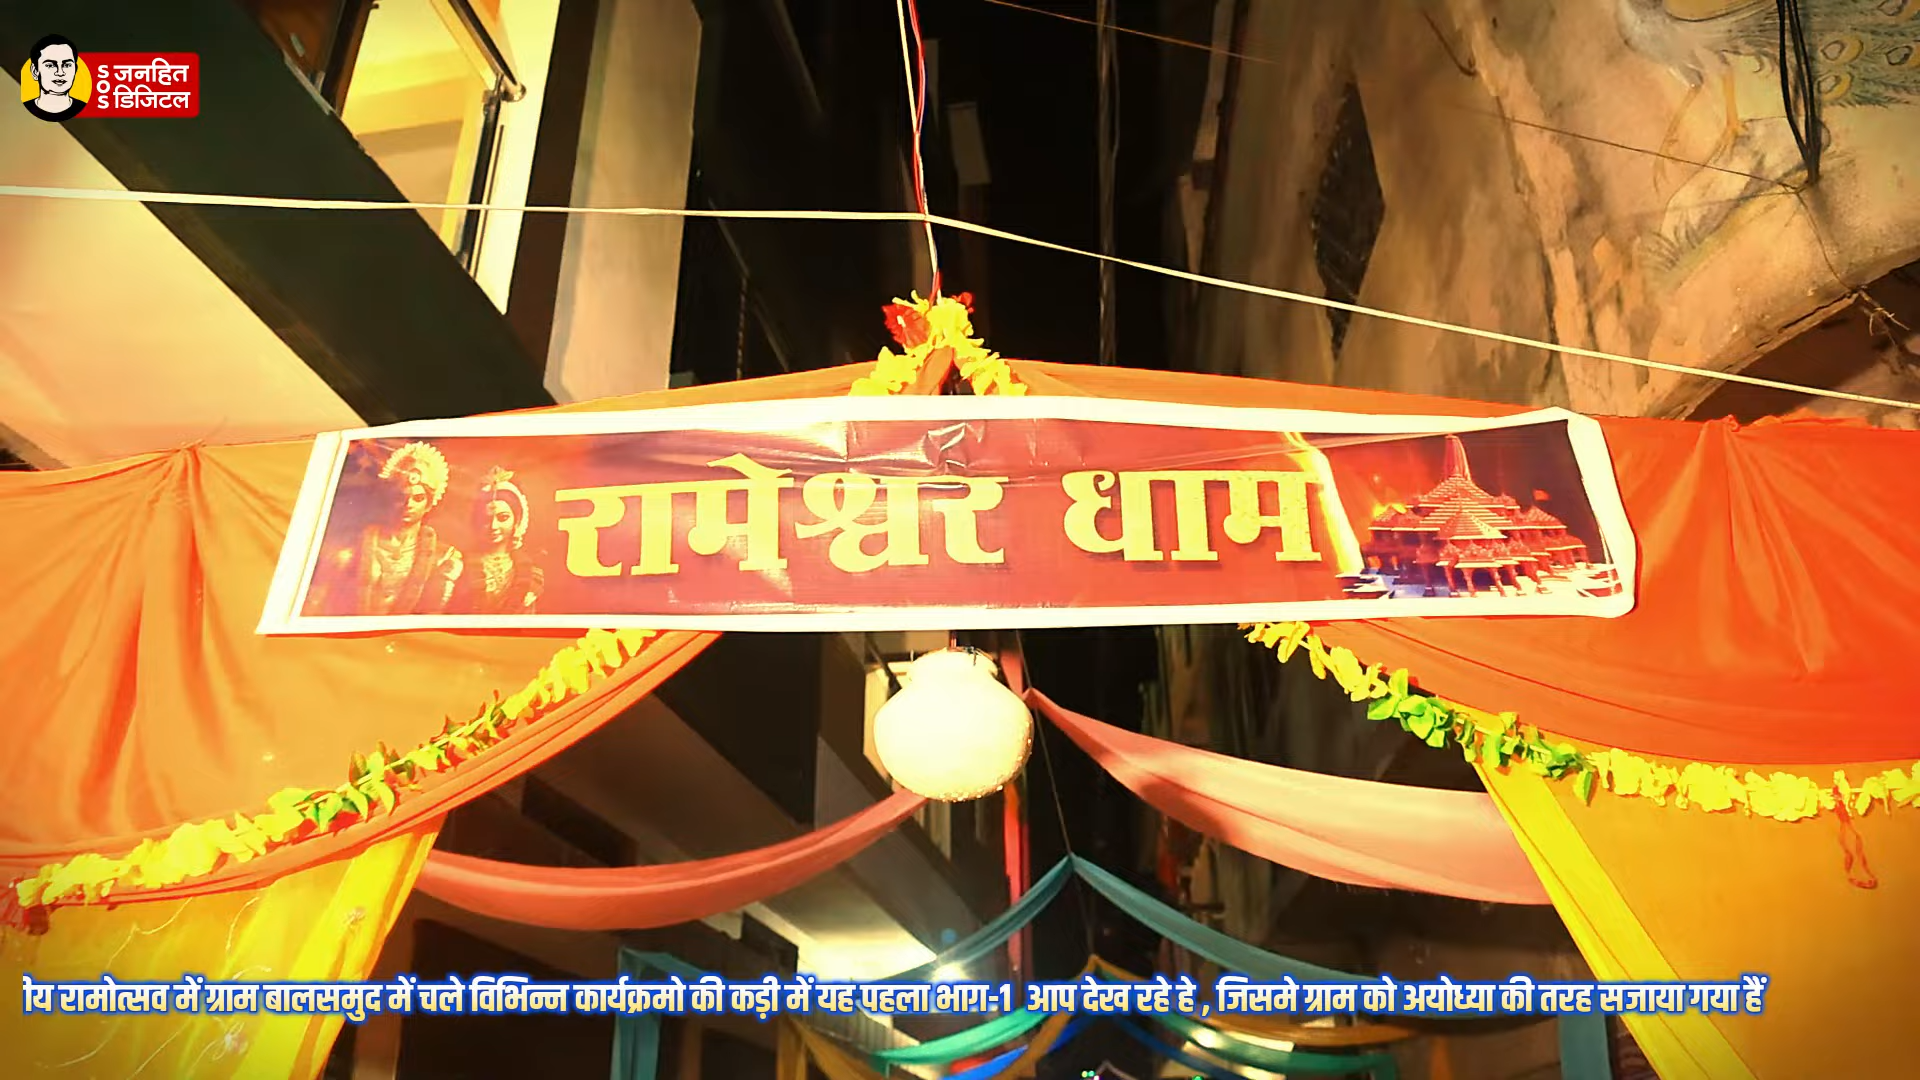 SOS
जनहित
डिजिटल
रामेश्वर धाम
रामोत्सव में ग्राम बालसमुद में चले विभिन्न कार्यक्रमो की कड़ी में यह पहला भाग-1 आप देख रहे हे , जिसमे ग्राम को अयोध्या की तरह सजाया गया हैं